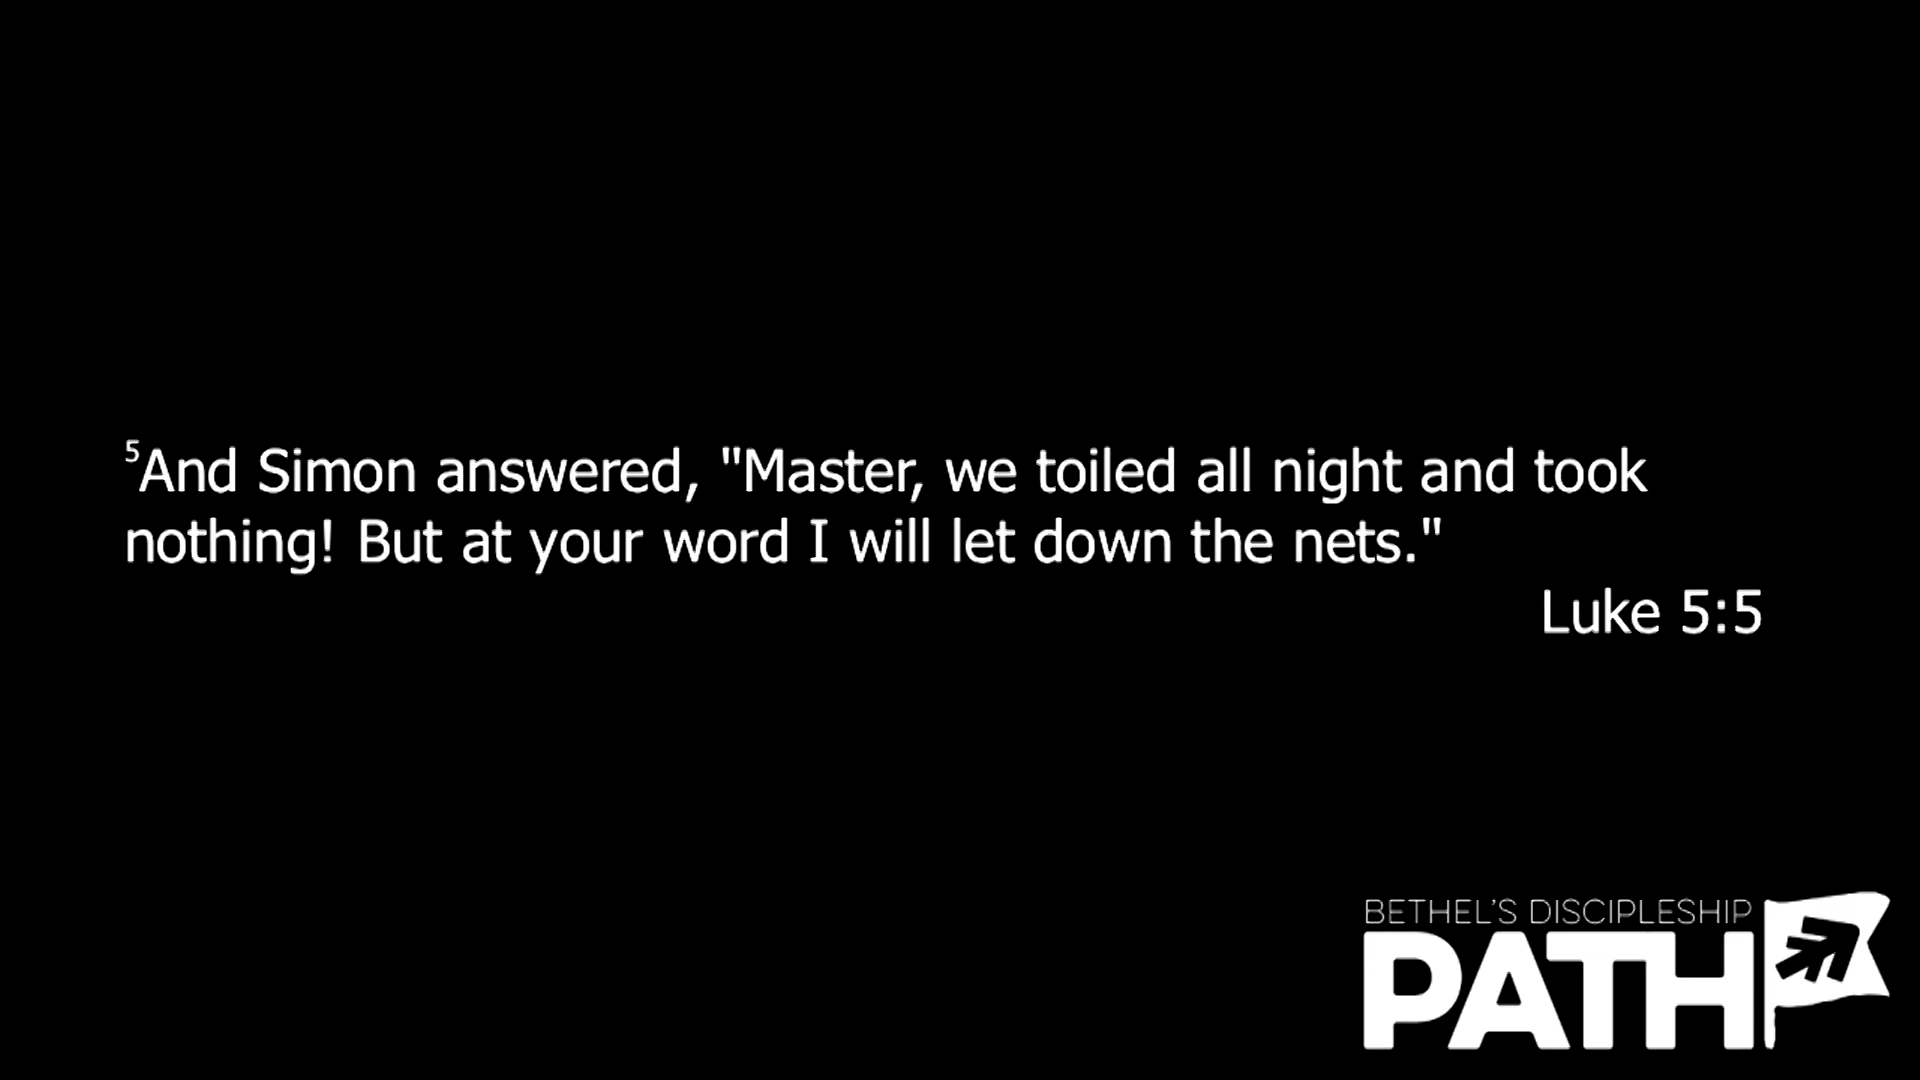 ⁵And Simon answered, "Master, we toiled all night and took
nothing! But at your word I will let down the nets."
Luke 5:5
BETHEL'S DISCIPLESHIP
PATH